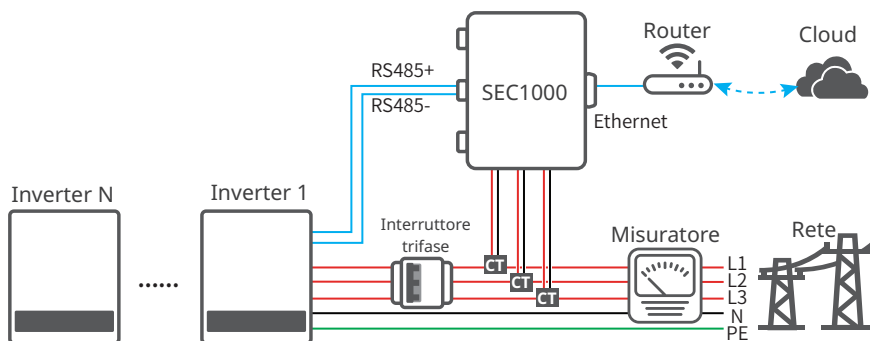 Router
Cloud
RS485+
SEC1000
RS485-
Ethernet
Inverter N
Inverter 1
......
Interruttore
trifase
Misuratore
Rete
CT
CT
CT
L1
L2
L3
N
PE